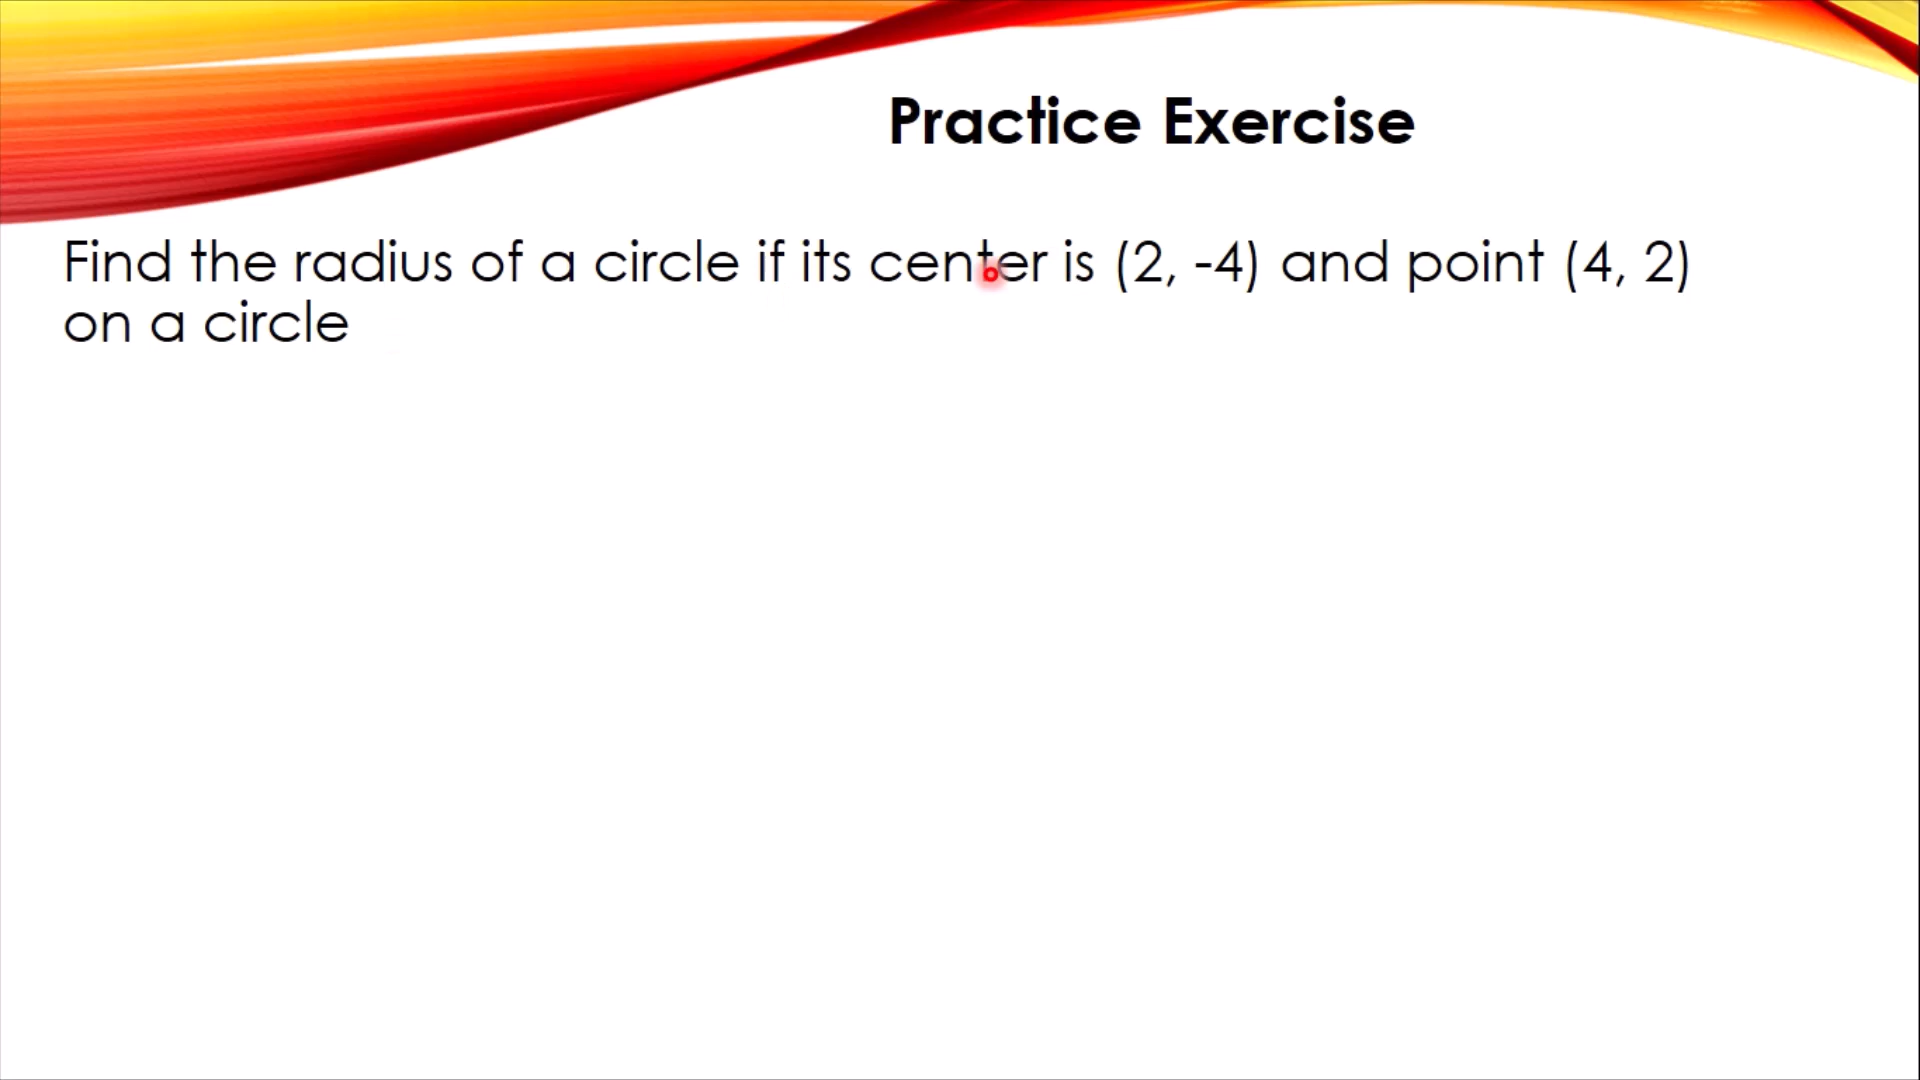 Practice Exercise
Find the radius of a circle if its center is (2, -4) and point (4, 2)
on a circle